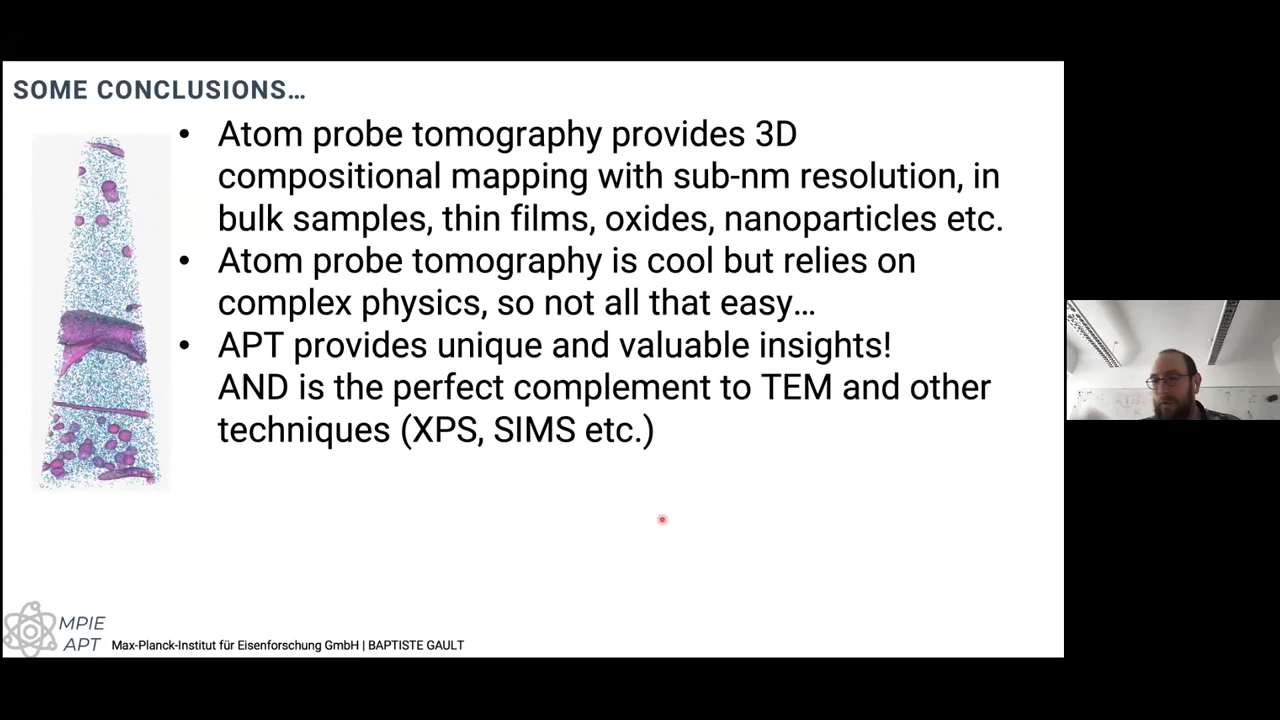 SOME CONCLUSIONS…
• Atom probe tomography provides 3D
compositional mapping with sub-nm resolution, in
bulk samples, thin films, oxides, nanoparticles etc.
• Atom probe tomography is cool but relies on
complex physics, so not all that easy…
• APT provides unique and valuable insights!
AND is the perfect complement to TEM and other
techniques (XPS, SIMS etc.)
MPIE
APT
Max-Planck-Institut für Eisenforschung GmbH | BAPTISTE GAULT